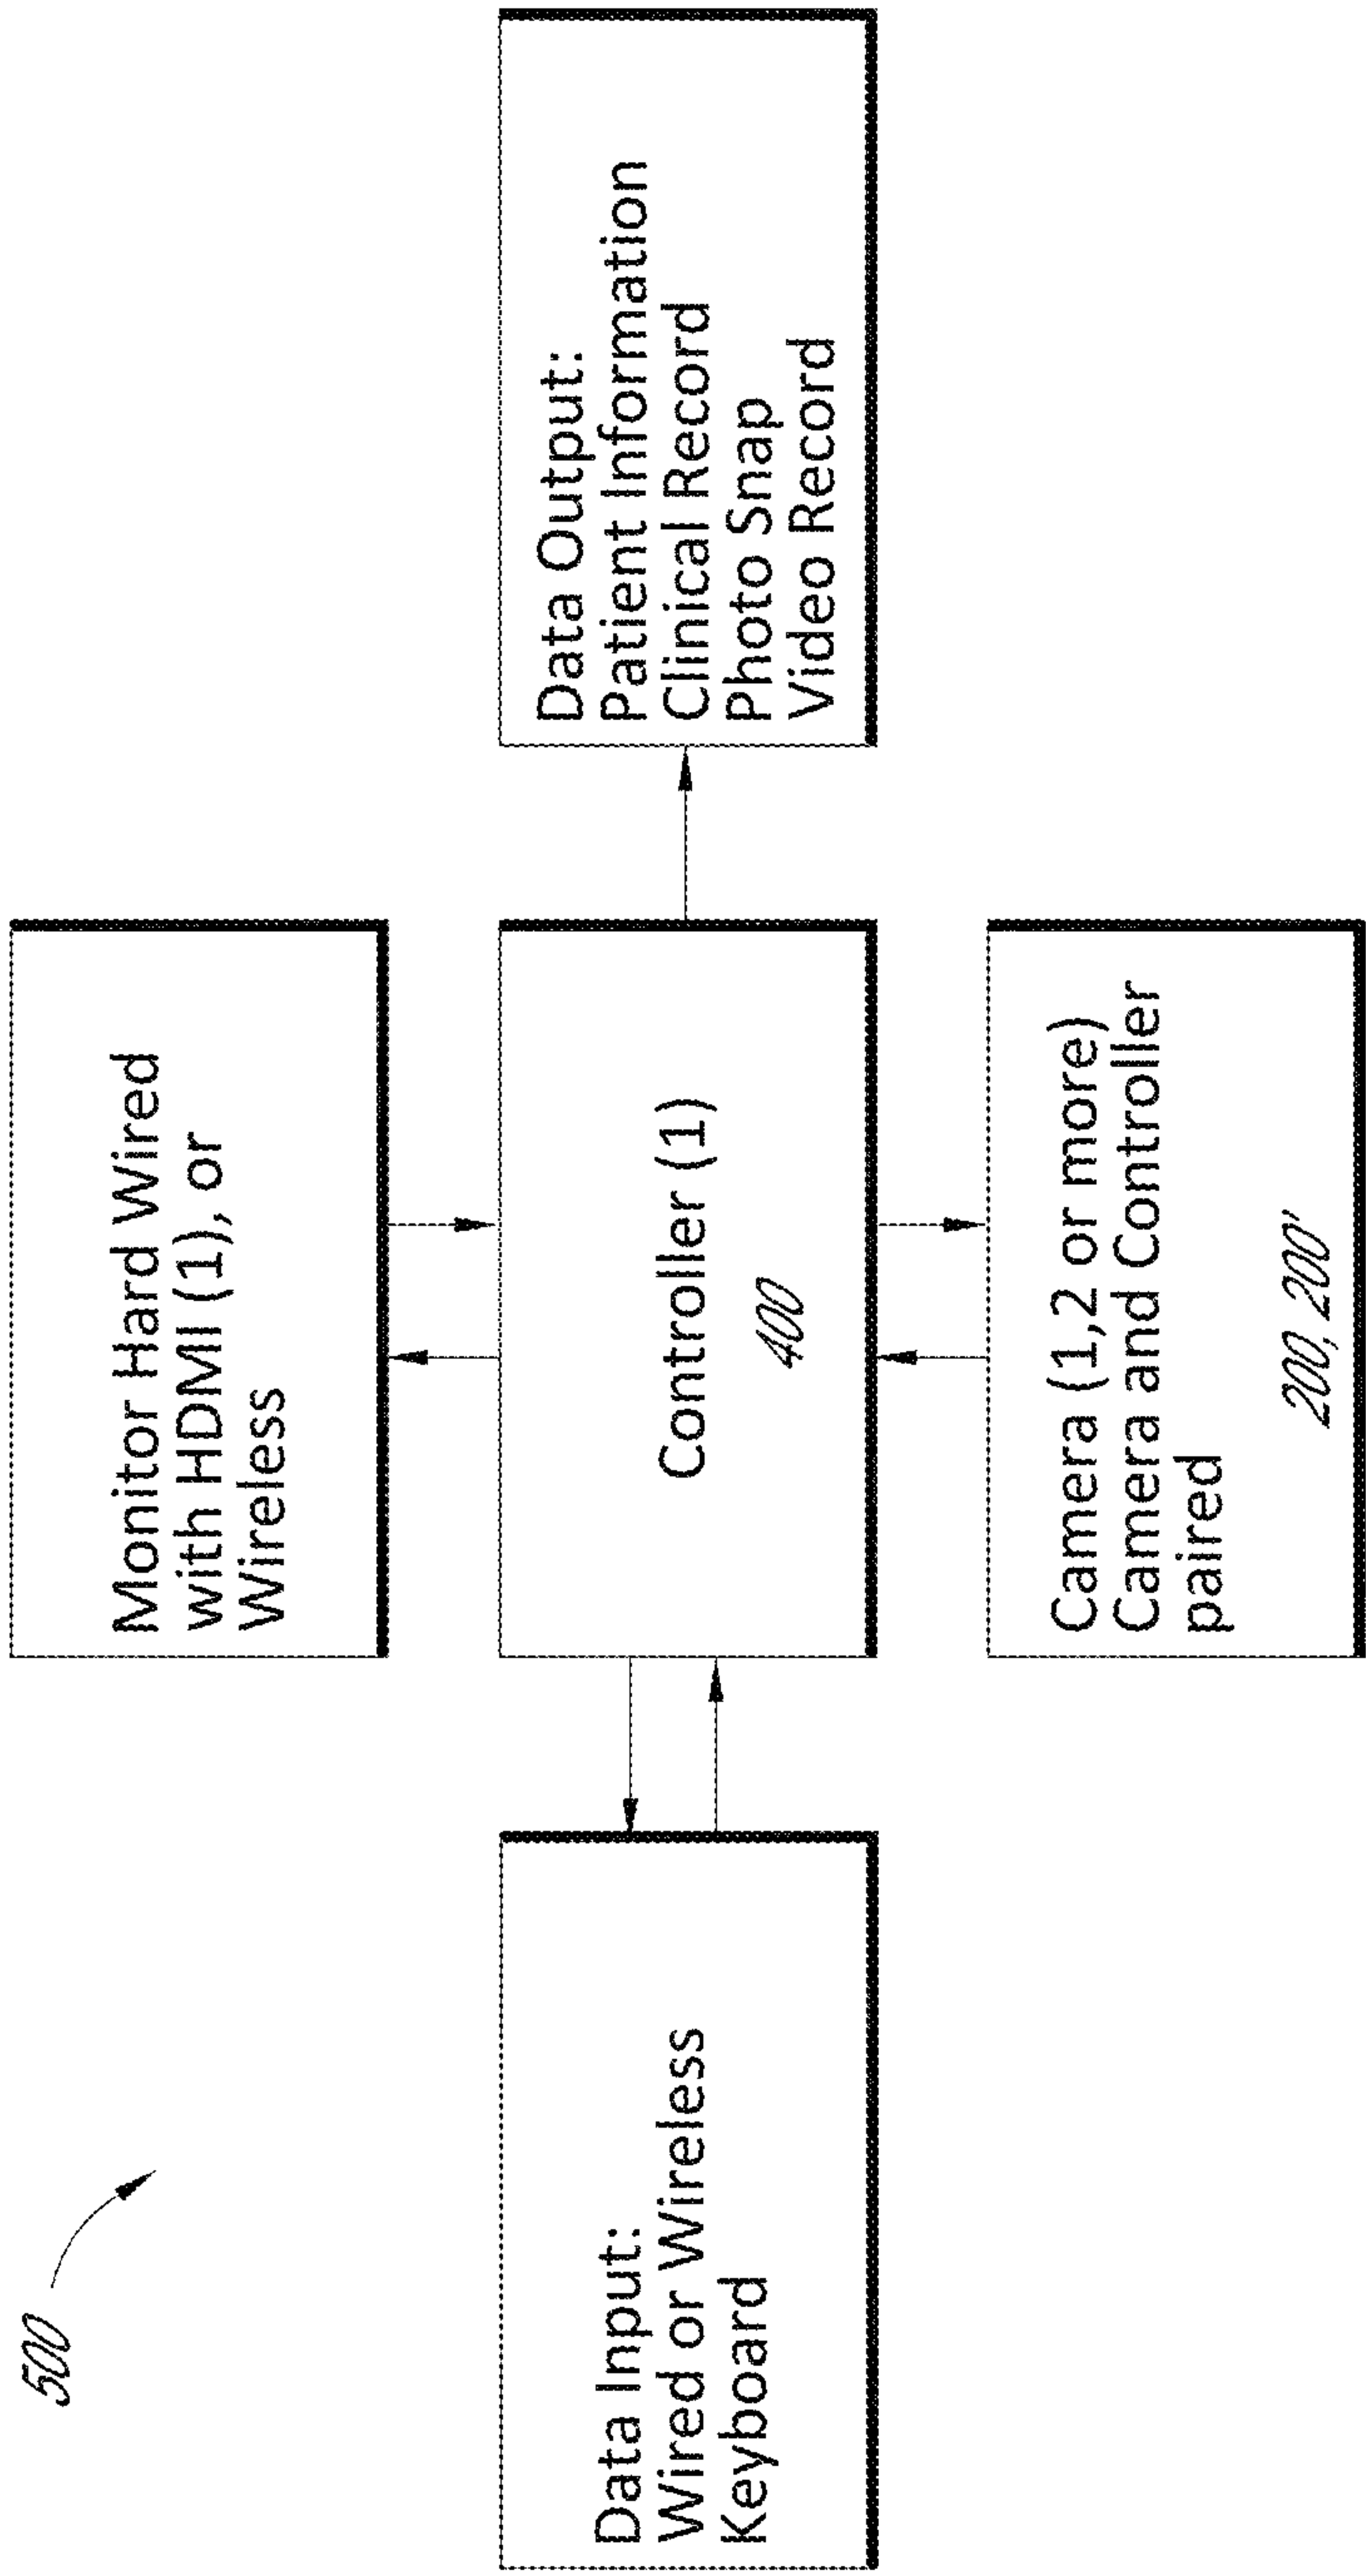 500
Monitor Hard Wired
with HDMI (1), or
Wireless
Data Input:
Wired or Wireless
Keyboard
Controller (1)
400
Data Output:
Patient Information
Clinical Record
Photo Snap
Video Record
Camera (1,2 or more)
Camera and Controller
paired
200, 200'